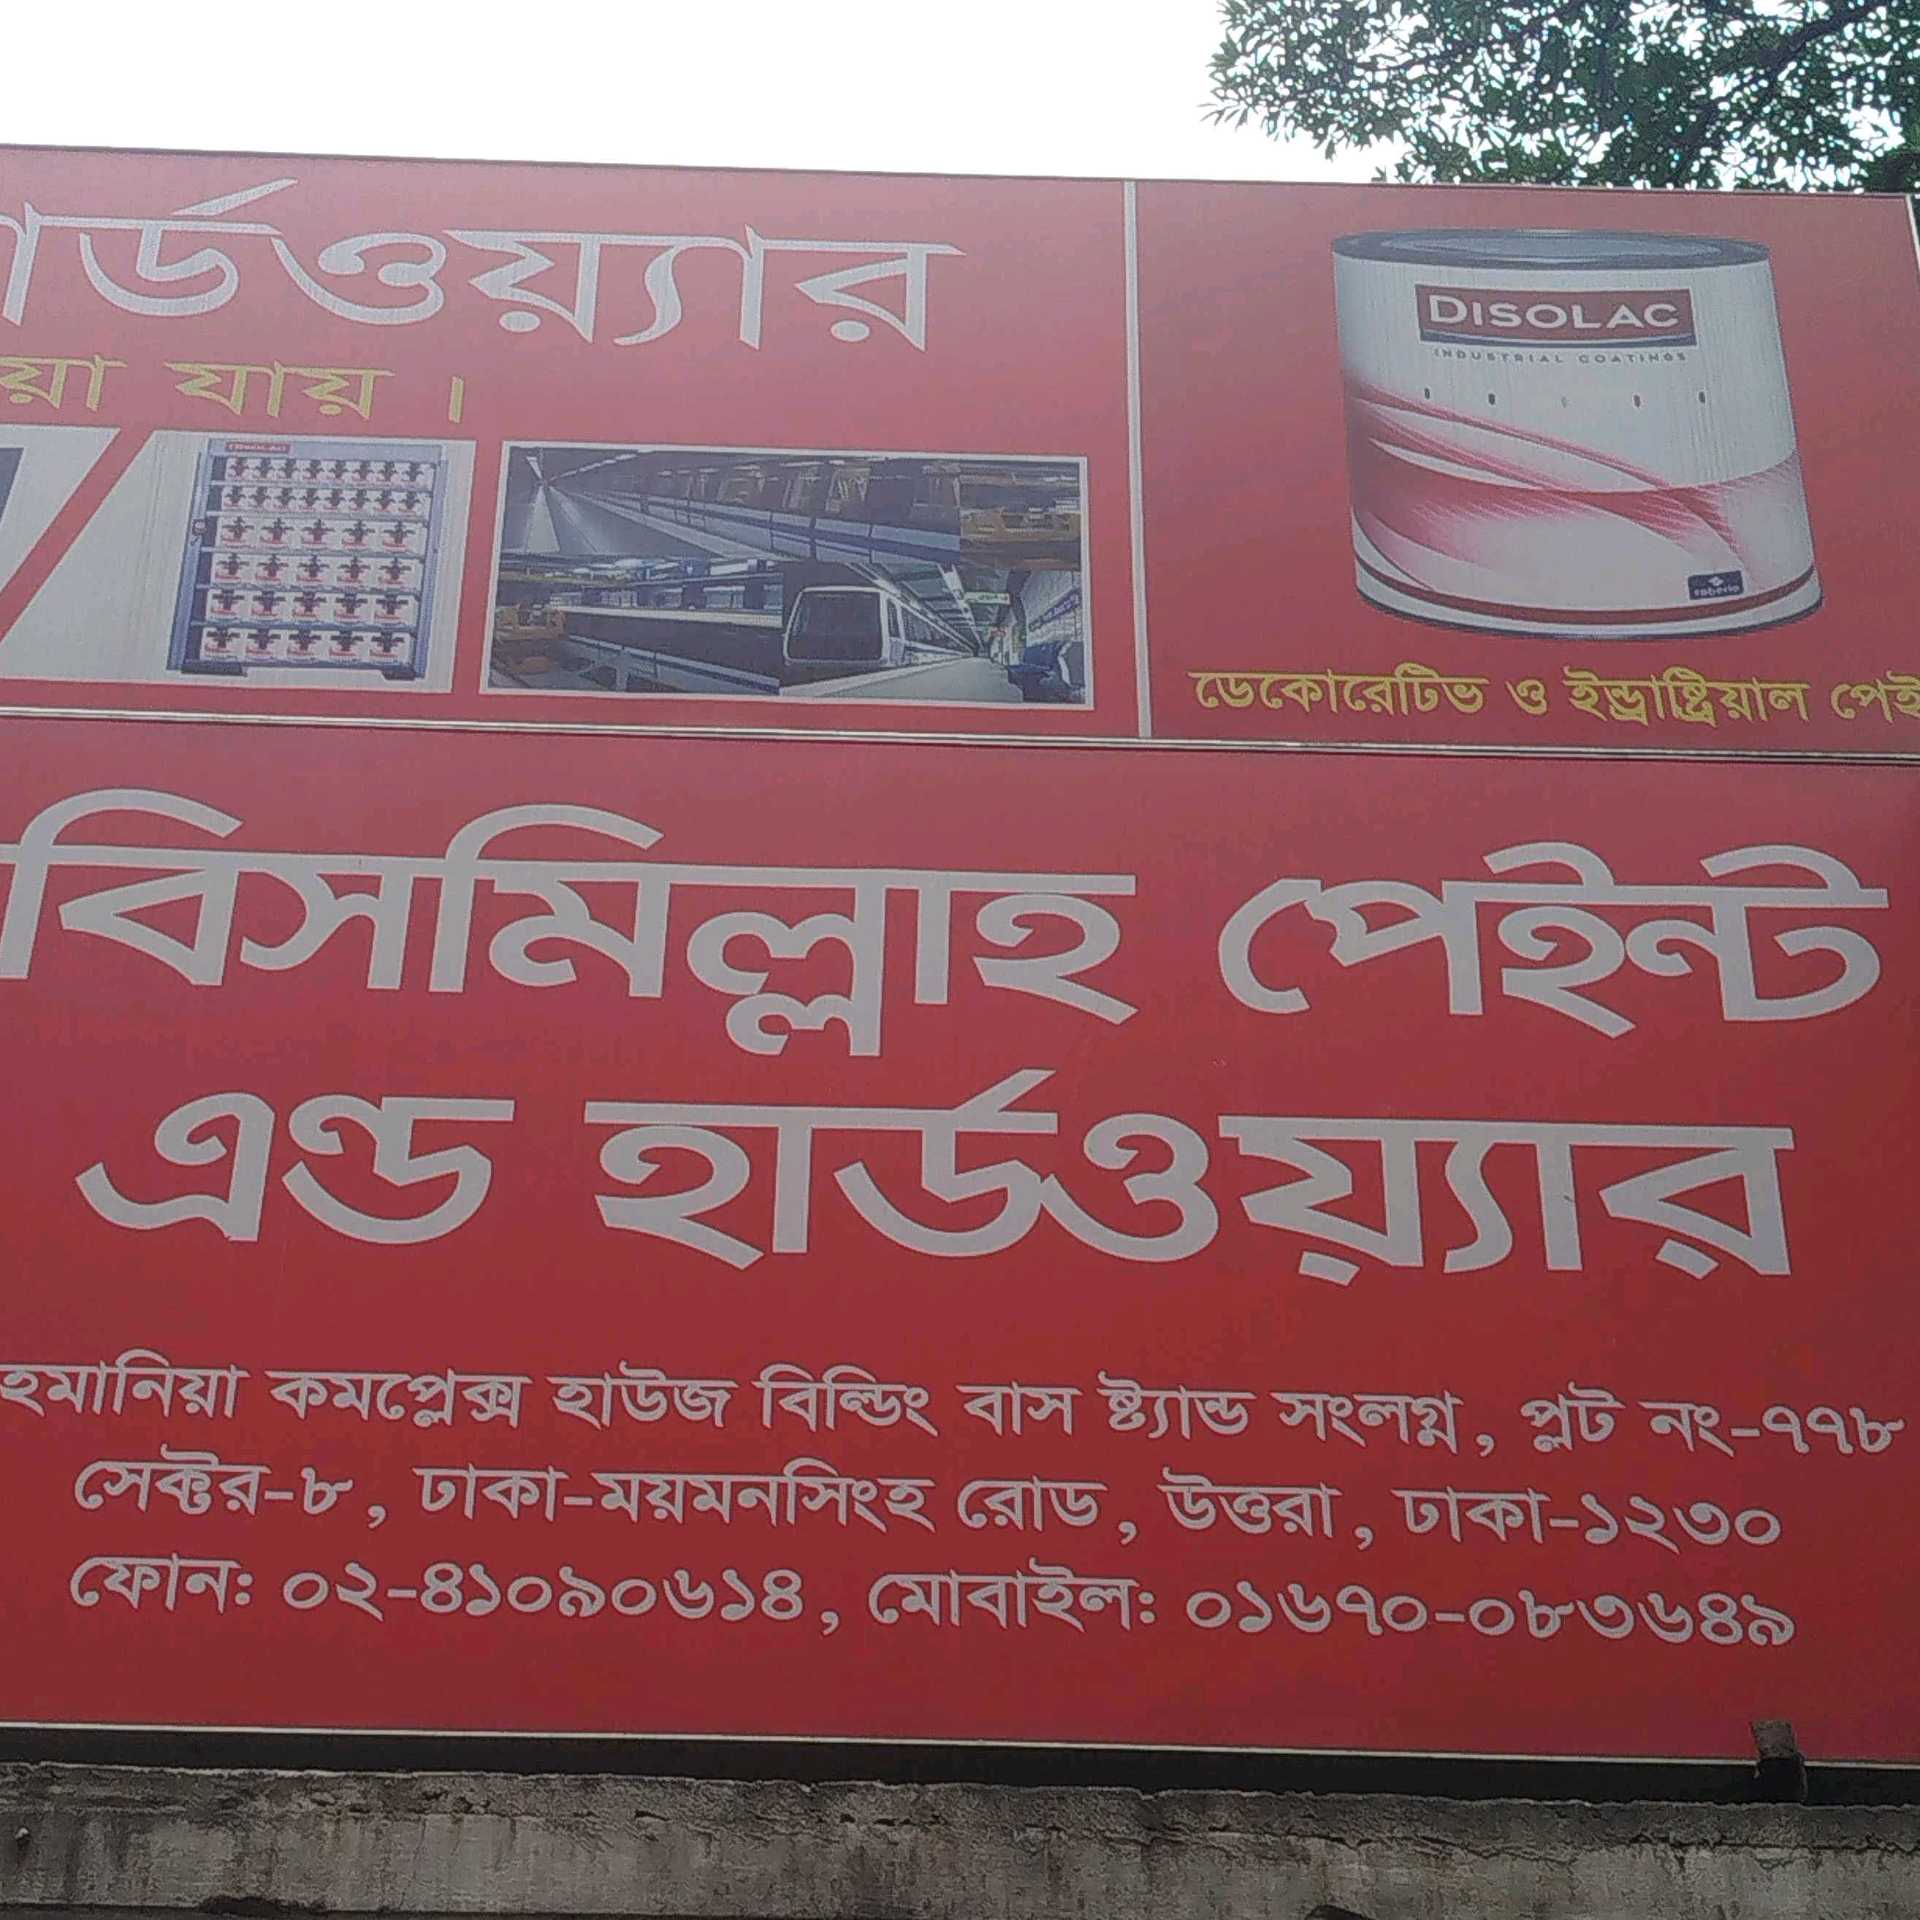 র্ডওয়্যার
যায়।
DISOLAC
INDUSTRIAL COATINGS
roberlo
ডেকোরেটিভ ও ইন্ড্রাষ্ট্রিয়াল পেই
বিসমিল্লাহ পেইন্ট
এণ্ড হার্ডওয়্যার
হমানিয়া কমপ্লেক্স হাউজ বিল্ডিং বাস ষ্ট্যান্ড সংলগ্ন, প্লট নং-৭৭৮
সেক্টর-৮, ঢাকা-ময়মনসিংহ রোড, উত্তরা, ঢাকা-১২৩০
ফোন: ০২-৪১০৯০৬১৪, মোবাইল: ০১৬৭০-০৮৩৬৪৯